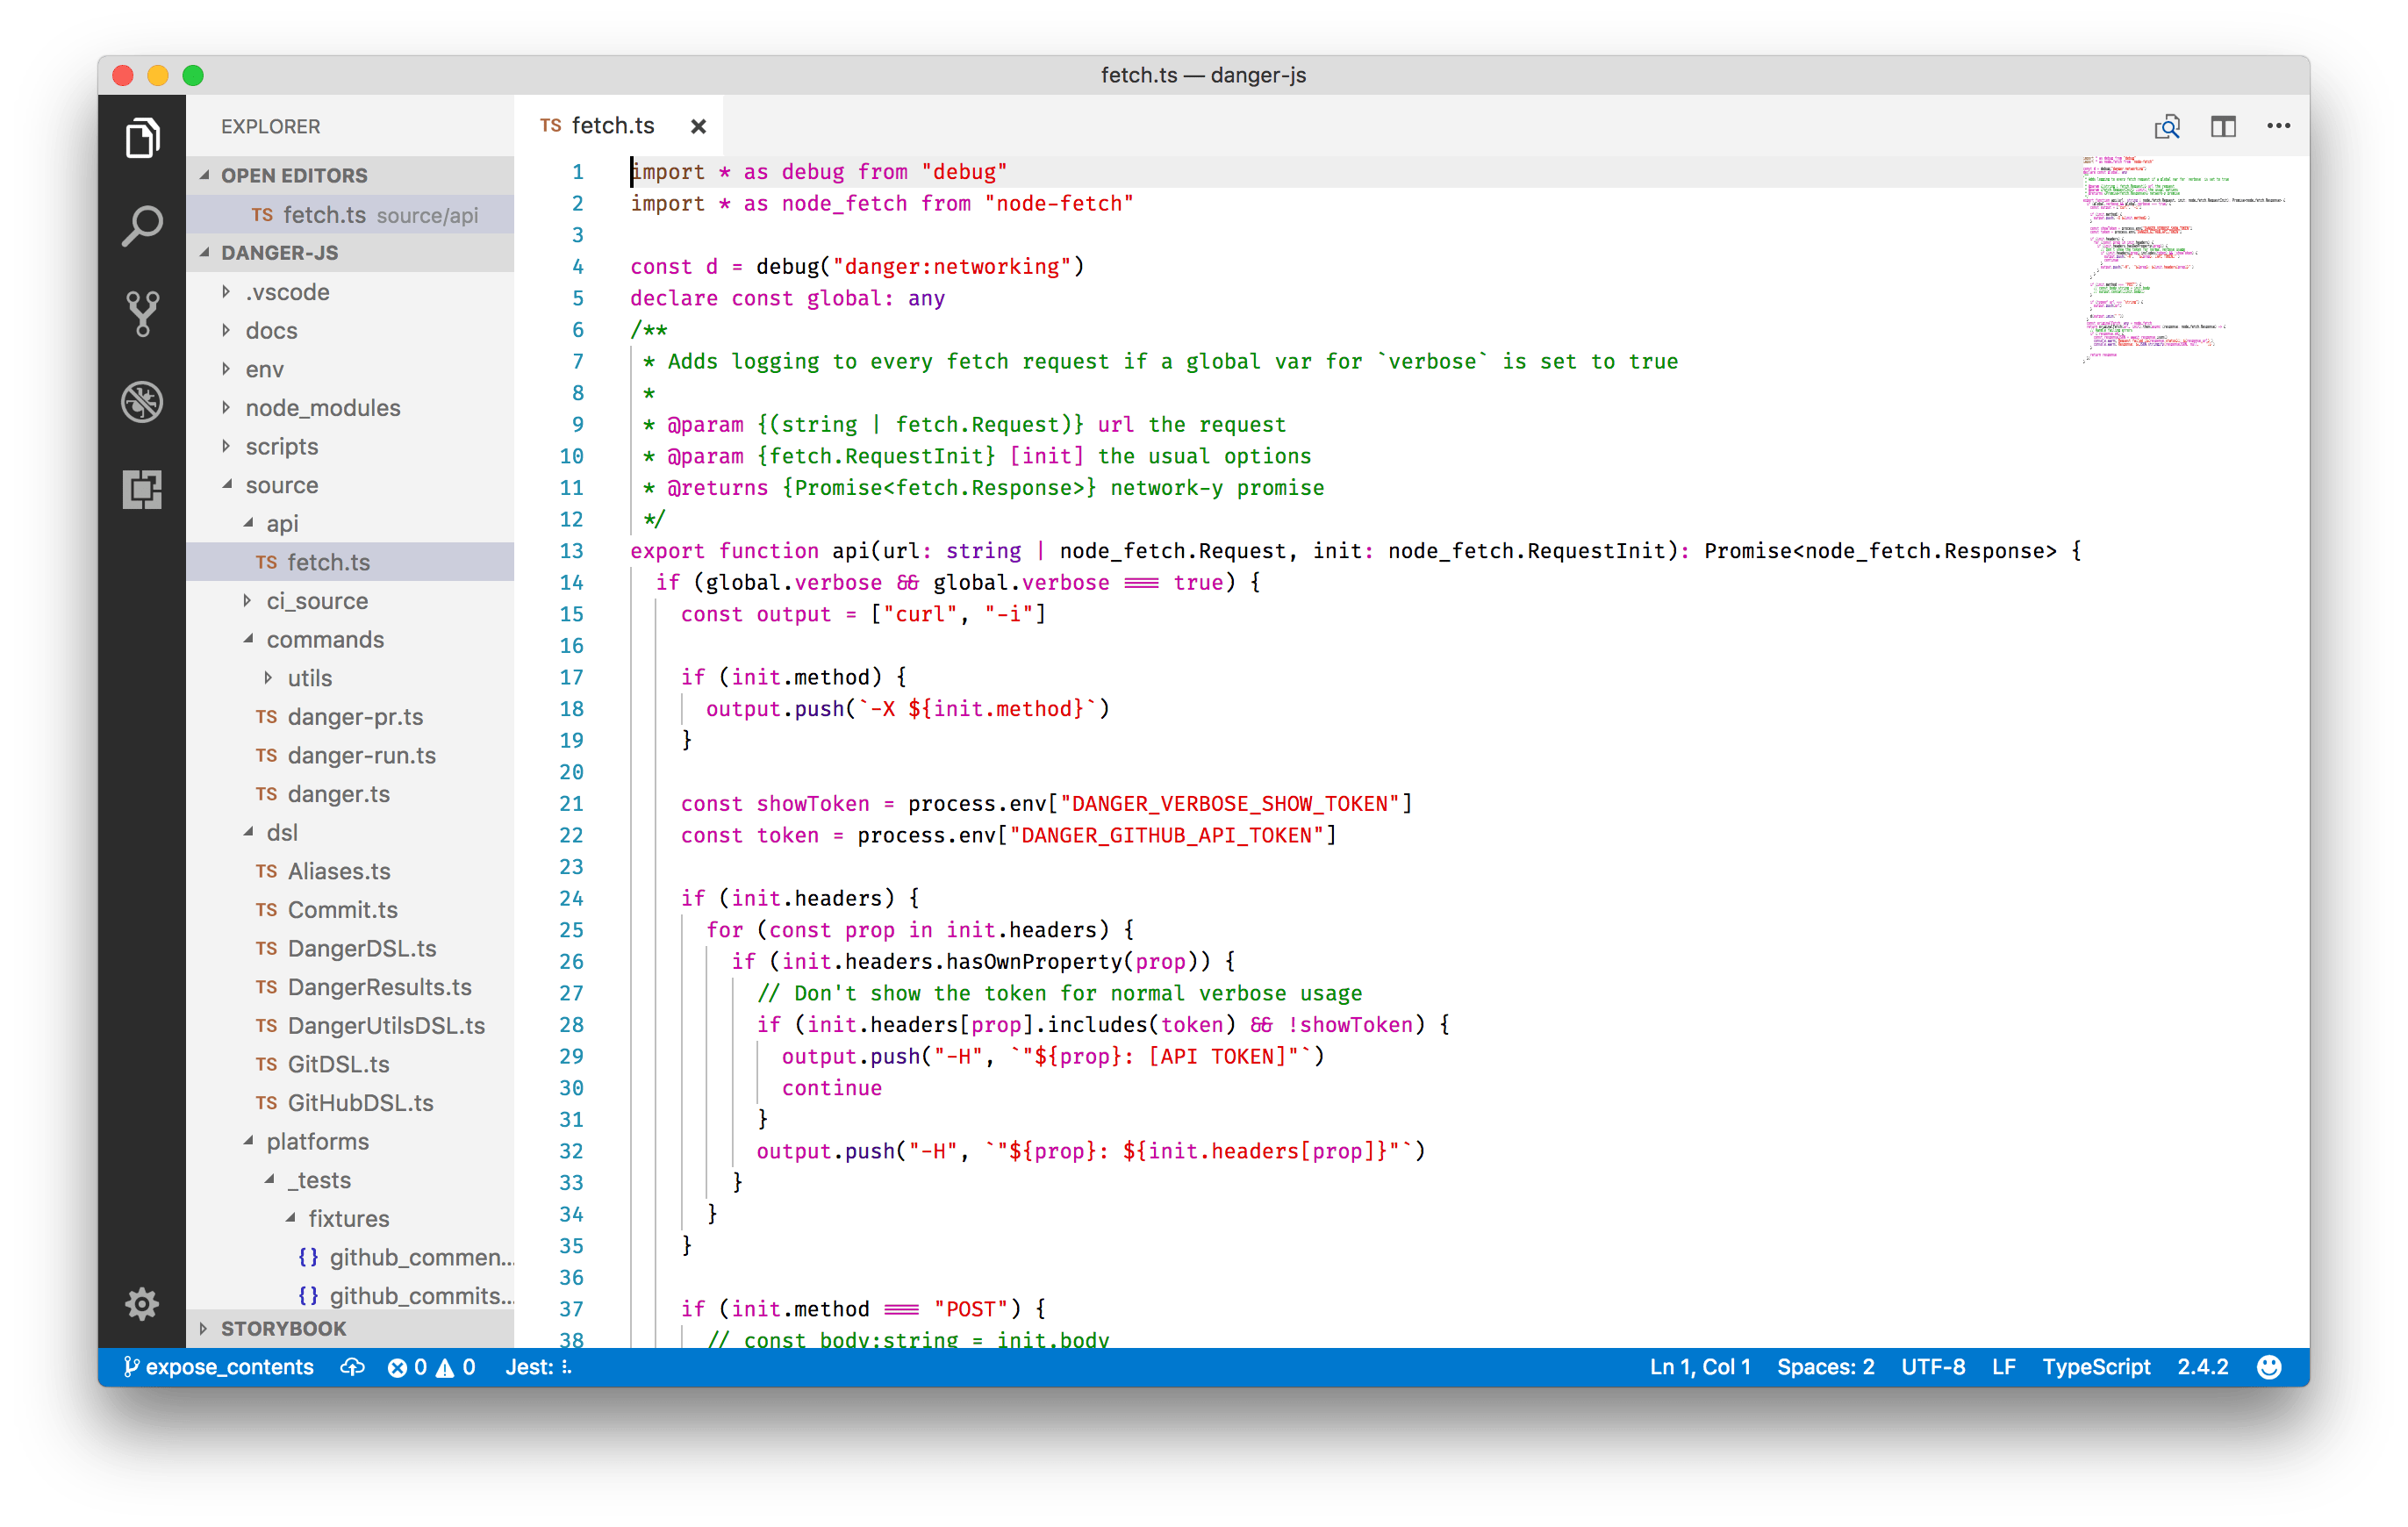 fetch.ts — danger-js
EXPLORER
OPEN EDITORS
TS fetch.ts source/api
DANGER-JS
.vscode
docs
env
node_modules
scripts
source
api
TS fetch.ts
ci_source
commands
utils
TS danger-pr.ts
TS danger-run.ts
TS danger.ts
dsl
TS Aliases.ts
TS Commit.ts
TS DangerDSL.ts
TS DangerResults.ts
TS DangerUtilsDSL.ts
TS GitDSL.ts
TS GitHubDSL.ts
platforms
_tests
fixtures
{} github_commen...
{} github_commits...
STORYBOOK
TS fetch.ts ×
1 import * as debug from "debug"
2 import * as node_fetch from "node-fetch"
3
4 const d = debug("danger:networking")
5 declare const global: any
6 /**
7  * Adds logging to every fetch request if a global var for `verbose` is set to true
8  *
9  * @param {(string | fetch.Request)} url the request
10  * @param {fetch.RequestInit} [init] the usual options
11  * @returns {Promise<fetch.Response>} network-y promise
12  */
13 export function api(url: string | node_fetch.Request, init: node_fetch.RequestInit): Promise<node_fetch.Response> {
14   if (global.verbose && global.verbose === true) {
15     const output = ["curl", "-i"]
16
17     if (init.method) {
18       output.push(`-X ${init.method}`)
19     }
20
21     const showToken = process.env["DANGER_VERBOSE_SHOW_TOKEN"]
22     const token = process.env["DANGER_GITHUB_API_TOKEN"]
23
24     if (init.headers) {
25       for (const prop in init.headers) {
26         if (init.headers.hasOwnProperty(prop)) {
27           // Don't show the token for normal verbose usage
28           if (init.headers[prop].includes(token) && !showToken) {
29             output.push("-H", `"${prop}: [API TOKEN]"`)
30             continue
31           }
32           output.push("-H", `"${prop}: ${init.headers[prop]}"`)
33         }
34       }
35     }
36
37     if (init.method === "POST") {
38       // const body:string = init.body
expose_contents 0 0 Jest: Ln 1, Col 1 Spaces: 2 UTF-8 LF TypeScript 2.4.2